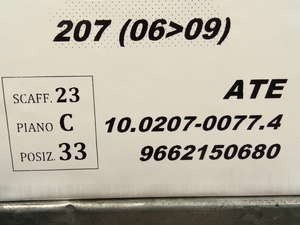 207 (06>09)
SCAFF. 23
PIANO C
POSIZ. 33
ATE
10.0207-0077.4
9662150680